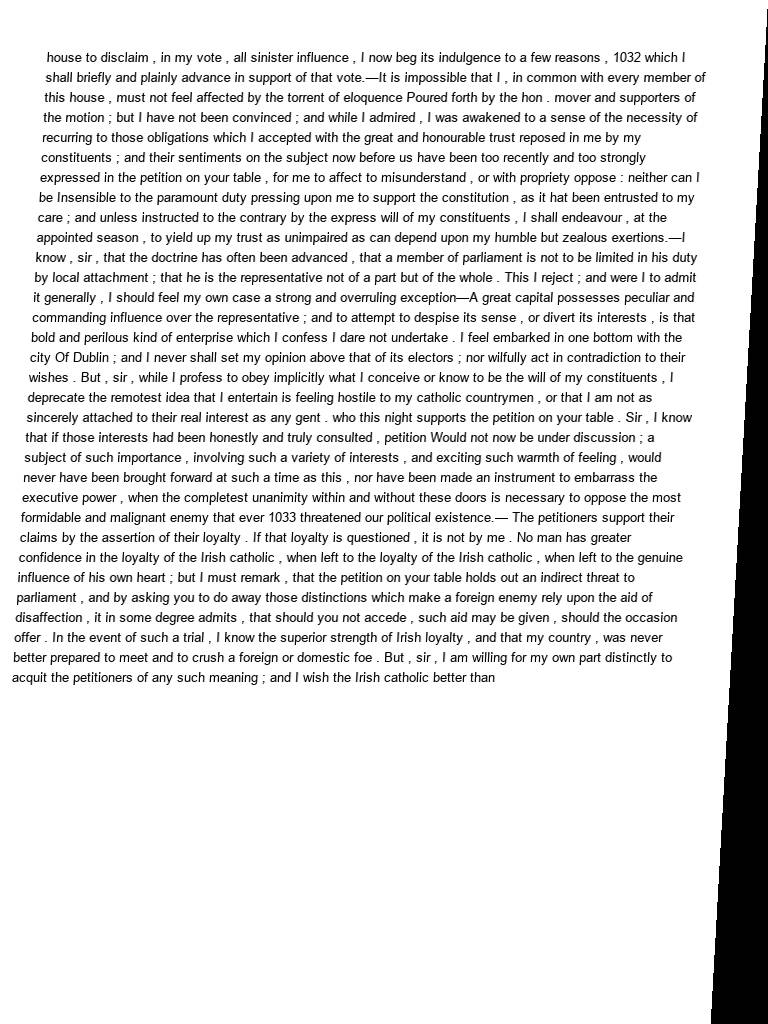 house to disclaim , in my vote , all sinister influence , I now beg its indulgence to a few reasons , 1032 which I
shall briefly and plainly advance in support of that vote.—It is impossible that I , in common with every member of
this house , must not feel affected by the torrent of eloquence Poured forth by the hon . mover and supporters of
the motion ; but I have not been convinced ; and while I admired , I was awakened to a sense of the necessity of
recurring to those obligations which I accepted with the great and honourable trust reposed in me by my
constituents ; and their sentiments on the subject now before us have been too recently and too strongly
expressed in the petition on your table , for me to affect to misunderstand , or with propriety oppose : neither can I
be Insensible to the paramount duty pressing upon me to support the constitution , as it hat been entrusted to my
care ; and unless instructed to the contrary by the express will of my constituents , I shall endeavour , at the
appointed season , to yield up my trust as unimpaired as can depend upon my humble but zealous exertions.—I
know , sir , that the doctrine has often been advanced , that a member of parliament is not to be limited in his duty
by local attachment ; that he is the representative not of a part but of the whole . This I reject ; and were I to admit
it generally , I should feel my own case a strong and overruling exception—A great capital possesses peculiar and
commanding influence over the representative ; and to attempt to despise its sense , or divert its interests , is that
bold and perilous kind of enterprise which I confess I dare not undertake . I feel embarked in one bottom with the
city Of Dublin ; and I never shall set my opinion above that of its electors ; nor wilfully act in contradiction to their
wishes . But , sir , while I profess to obey implicitly what I conceive or know to be the will of my constituents , I
deprecate the remotest idea that I entertain is feeling hostile to my catholic countrymen , or that I am not as
sincerely attached to their real interest as any gent . who this night supports the petition on your table . Sir , I know
that if those interests had been honestly and truly consulted , petition Would not now be under discussion ; a
subject of such importance , involving such a variety of interests , and exciting such warmth of feeling , would
never have been brought forward at such a time as this , nor have been made an instrument to embarrass the
executive power , when the completest unanimity within and without these doors is necessary to oppose the most
formidable and malignant enemy that ever 1033 threatened our political existence.— The petitioners support their
claims by the assertion of their loyalty . If that loyalty is questioned , it is not by me . No man has greater
confidence in the loyalty of the Irish catholic , when left to the loyalty of the Irish catholic , when left to the genuine
influence of his own heart ; but I must remark , that the petition on your table holds out an indirect threat to
parliament , and by asking you to do away those distinctions which make a foreign enemy rely upon the aid of
disaffection , it in some degree admits , that should you not accede , such aid may be given , should the occasion
offer . In the event of such a trial , I know the superior strength of Irish loyalty , and that my country , was never
better prepared to meet and to crush a foreign or domestic foe . But , sir , I am willing for my own part distinctly to
acquit the petitioners of any such meaning ; and I wish the Irish catholic better than